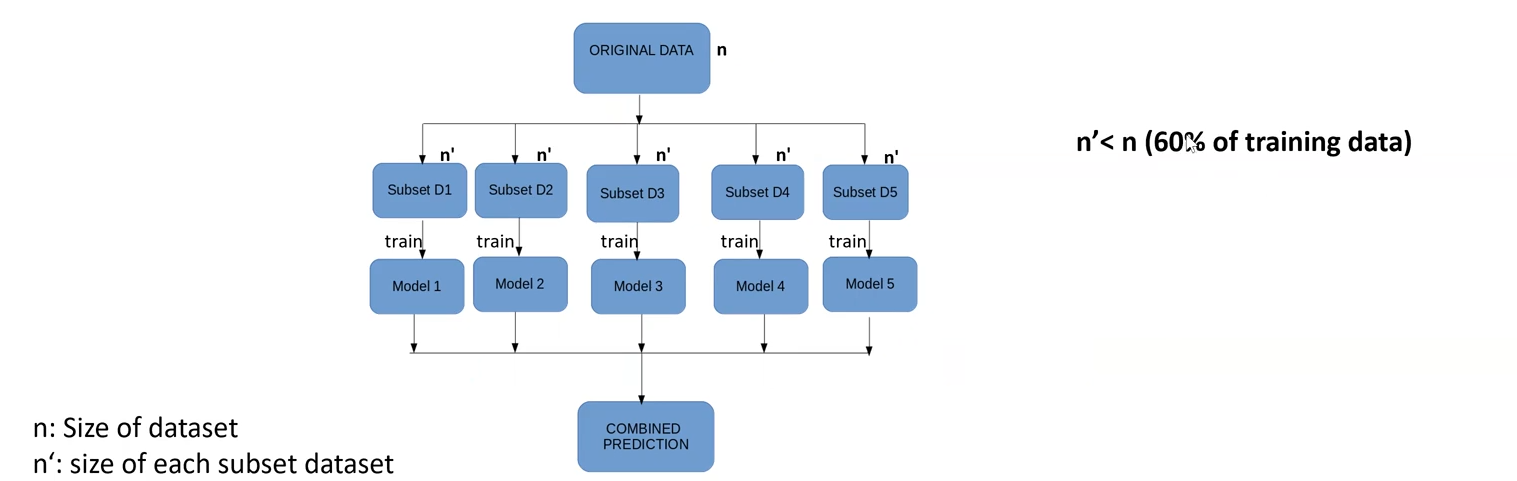 ORIGINAL DATA n
n'< n (60% of training data)
n' n' n' n' n'
Subset D1 Subset D2 Subset D3 Subset D4 Subset D5
train train train train train
Model 1 Model 2 Model 3 Model 4 Model 5
COMBINED
PREDICTION
n: Size of dataset
n‘: size of each subset dataset